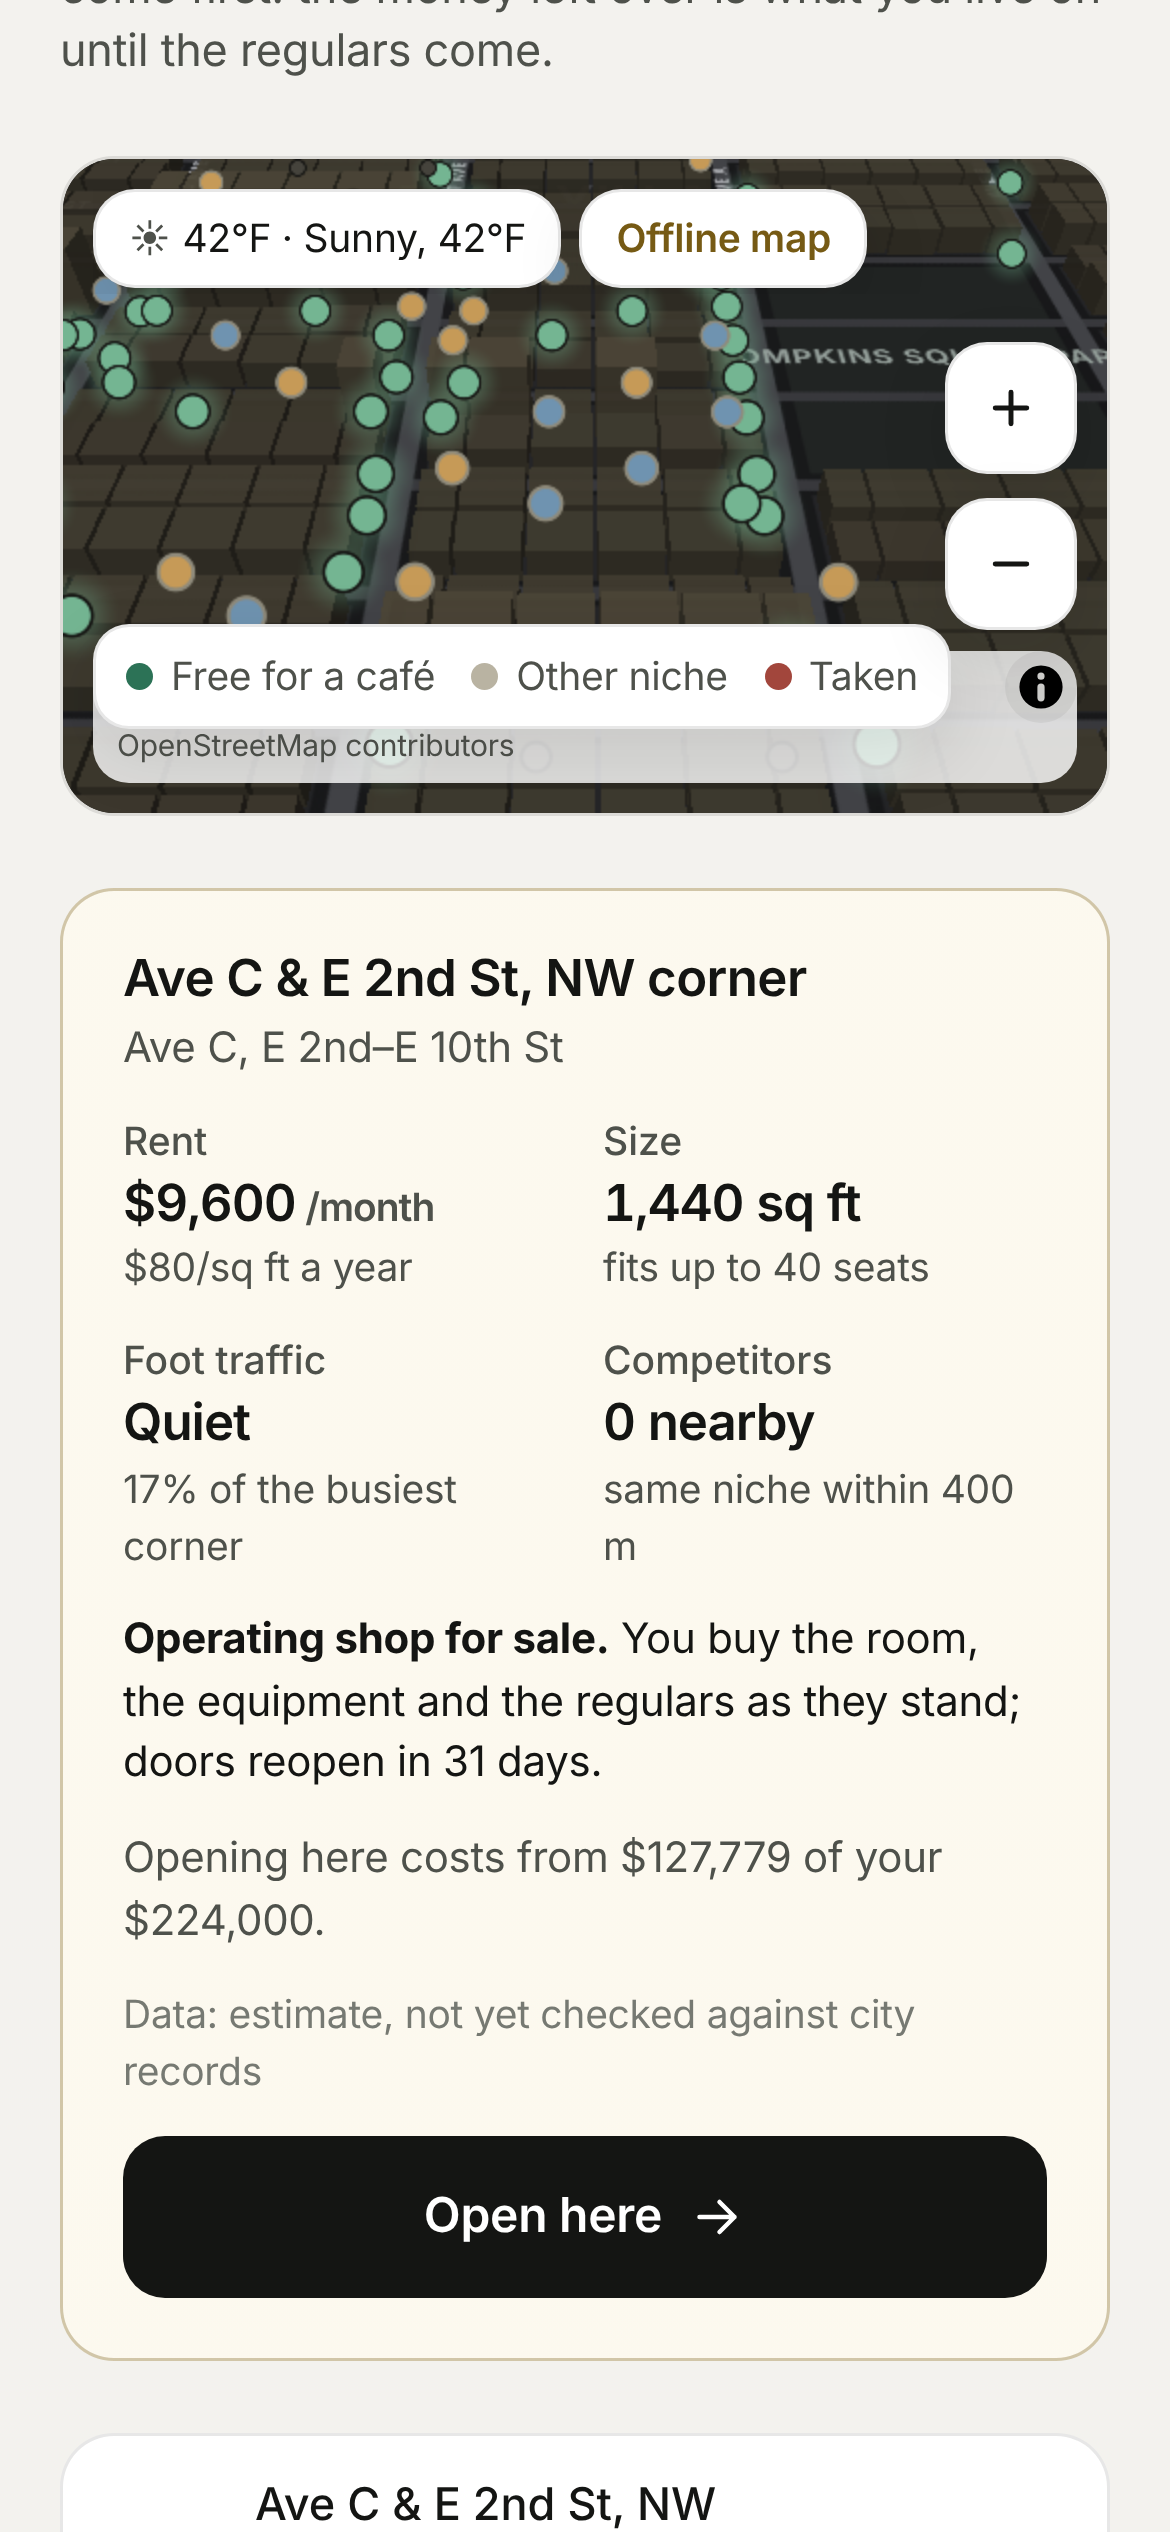 until the regulars come.
42°F · Sunny, 42°F
Offline map
Free for a café
Other niche
Taken
OpenStreetMap contributors
Ave C & E 2nd St, NW corner
Ave C, E 2nd–E 10th St
Rent
Size
$9,600 /month
1,440 sq ft
$80/sq ft a year
fits up to 40 seats
Foot traffic
Competitors
Quiet
0 nearby
17% of the busiest
corner
same niche within 400
m
Operating shop for sale. You buy the room,
the equipment and the regulars as they stand;
doors reopen in 31 days.
Opening here costs from $127,779 of your
$224,000.
Data: estimate, not yet checked against city
records
Open here →
Ave C & E 2nd St, NW